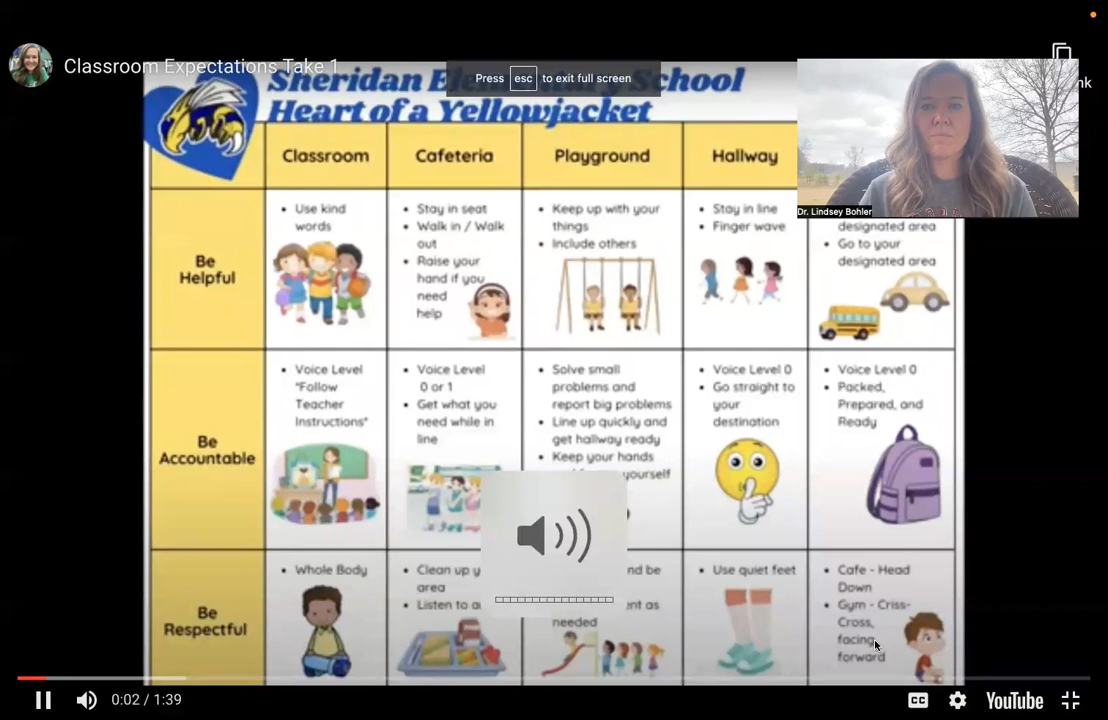 Classroom Expectations Take 1
Press esc to exit full screen
nk
Sheridan Elementary School
Heart of a Yellowjacket
Dr. Lindsey Bohler
Classroom
Cafeteria
Playground
Hallway
Be
Helpful
• Use kind
words
• Stay in seat
• Walk in / Walk
out
• Raise your
hand if you
need
help
• Keep up with your
things
• Include others
• Stay in line
• Finger wave
designated area
• Go to your
designated area
Be
Accountable
• Voice Level
"Follow
Teacher
Instructions"
• Voice Level
0 or 1
• Get what you
need while in
line
• Solve small
problems and
report big problems
• Line up quickly and
get hallway ready
• Keep your hands
yourself
• Voice Level 0
• Go straight to
your
destination
• Voice Level 0
• Packed,
Prepared, and
Ready
Be
Respectful
• Whole Body
• Clean up y
area
• Listen to a
nd be
ent as
needed
• Use quiet feet
• Cafe - Head
Down
• Gym - Criss-
Cross,
facing
forward
0:02 / 1:39
CC
YouTube